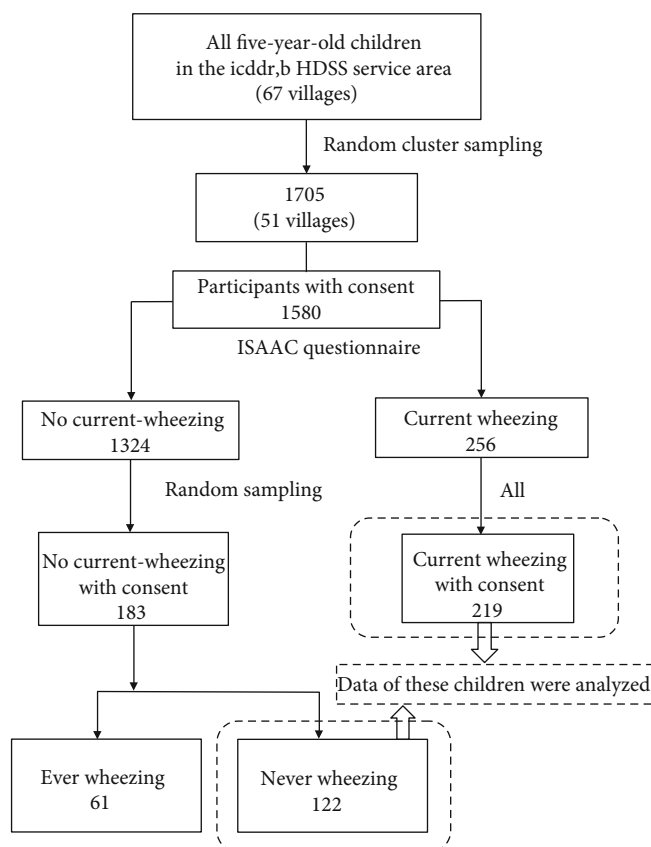 All five-year-old children
in the icddr,b HDSS service area
(67 villages)
Random cluster sampling
1705
(51 villages)
Participants with consent
1580
ISAAC questionnaire
No current-wheezing
1324
Current wheezing
256
Random sampling
All
No current-wheezing
with consent
183
Current wheezing
with consent
219
Data of these children were analyzed
Ever wheezing
61
Never wheezing
122